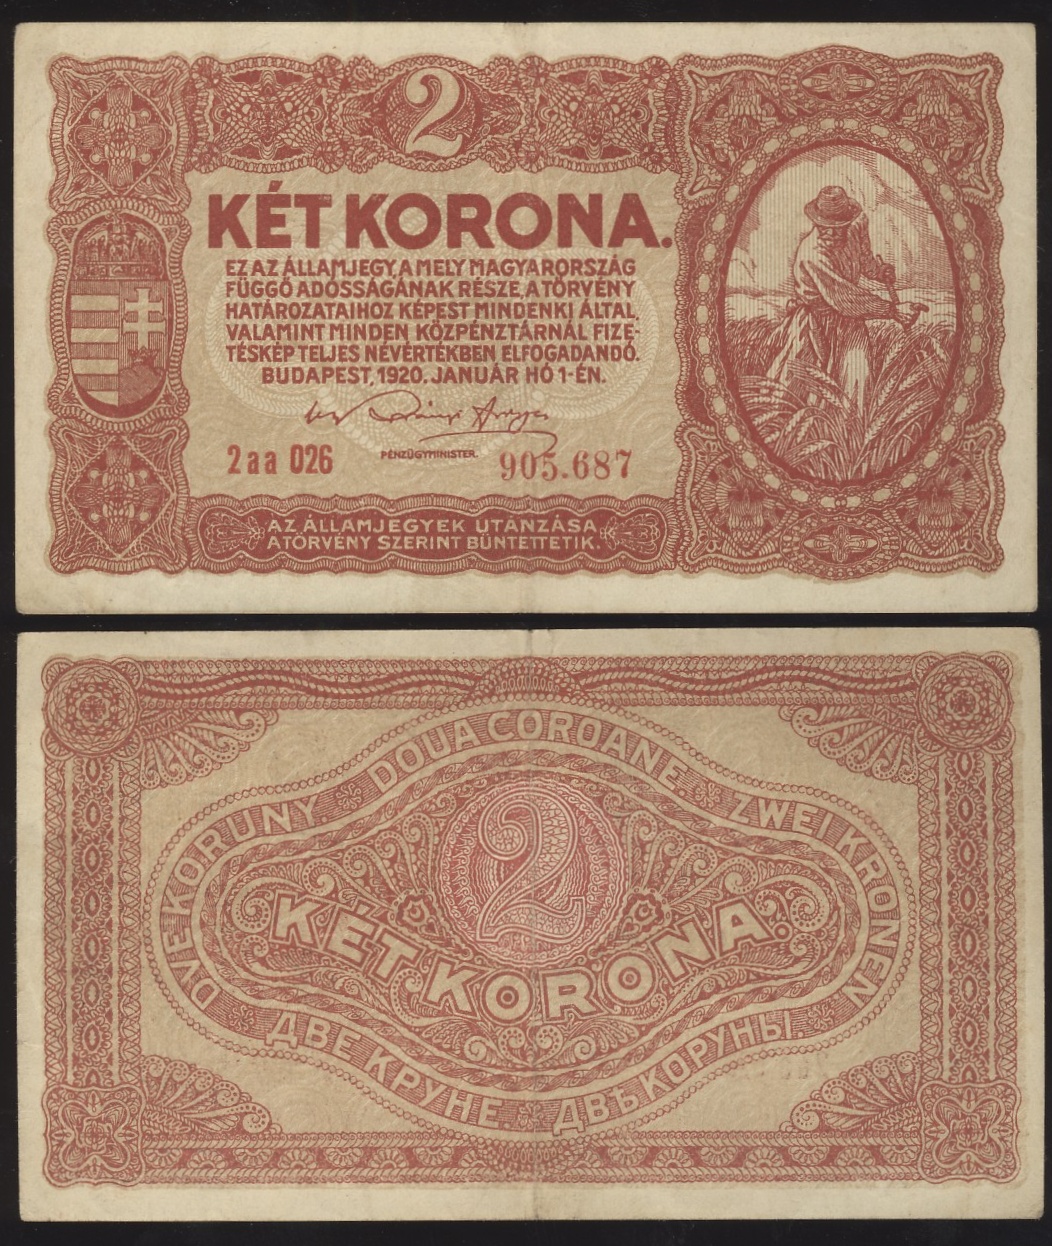 2
KÉT KORONA.
EZ AZ ÁLLAMJEGY, A MELY MAGYARORSZÁG
FÜGGŐ ADÓSSÁGÁNAK RÉSZE, A TÖRVÉNY
HATÁROZATAIHOZ KÉPEST MINDENKI ÁLTAL,
VALAMINT MINDEN KÖZPÉNZTÁRNÁL FIZE-
TÉSKÉP TELJES NÉVÉRTÉKBEN ELFOGADANDÓ.
BUDAPEST, 1920. JANUÁR HÓ 1-ÉN.
PÉNZÜGYMINISTER.
2aa 026
905.687
AZ ÁLLAMJEGYEK UTÁNZÁSA
A TÖRVÉNY SZERINT BÜNTETTETIK.
DVE KORUNY
DOUA COROANE.
ZWEI KRONEN
2
KÉT KORONA.
ДВЕ КРУНЕ.
ДВѢ КОРУНЫ.